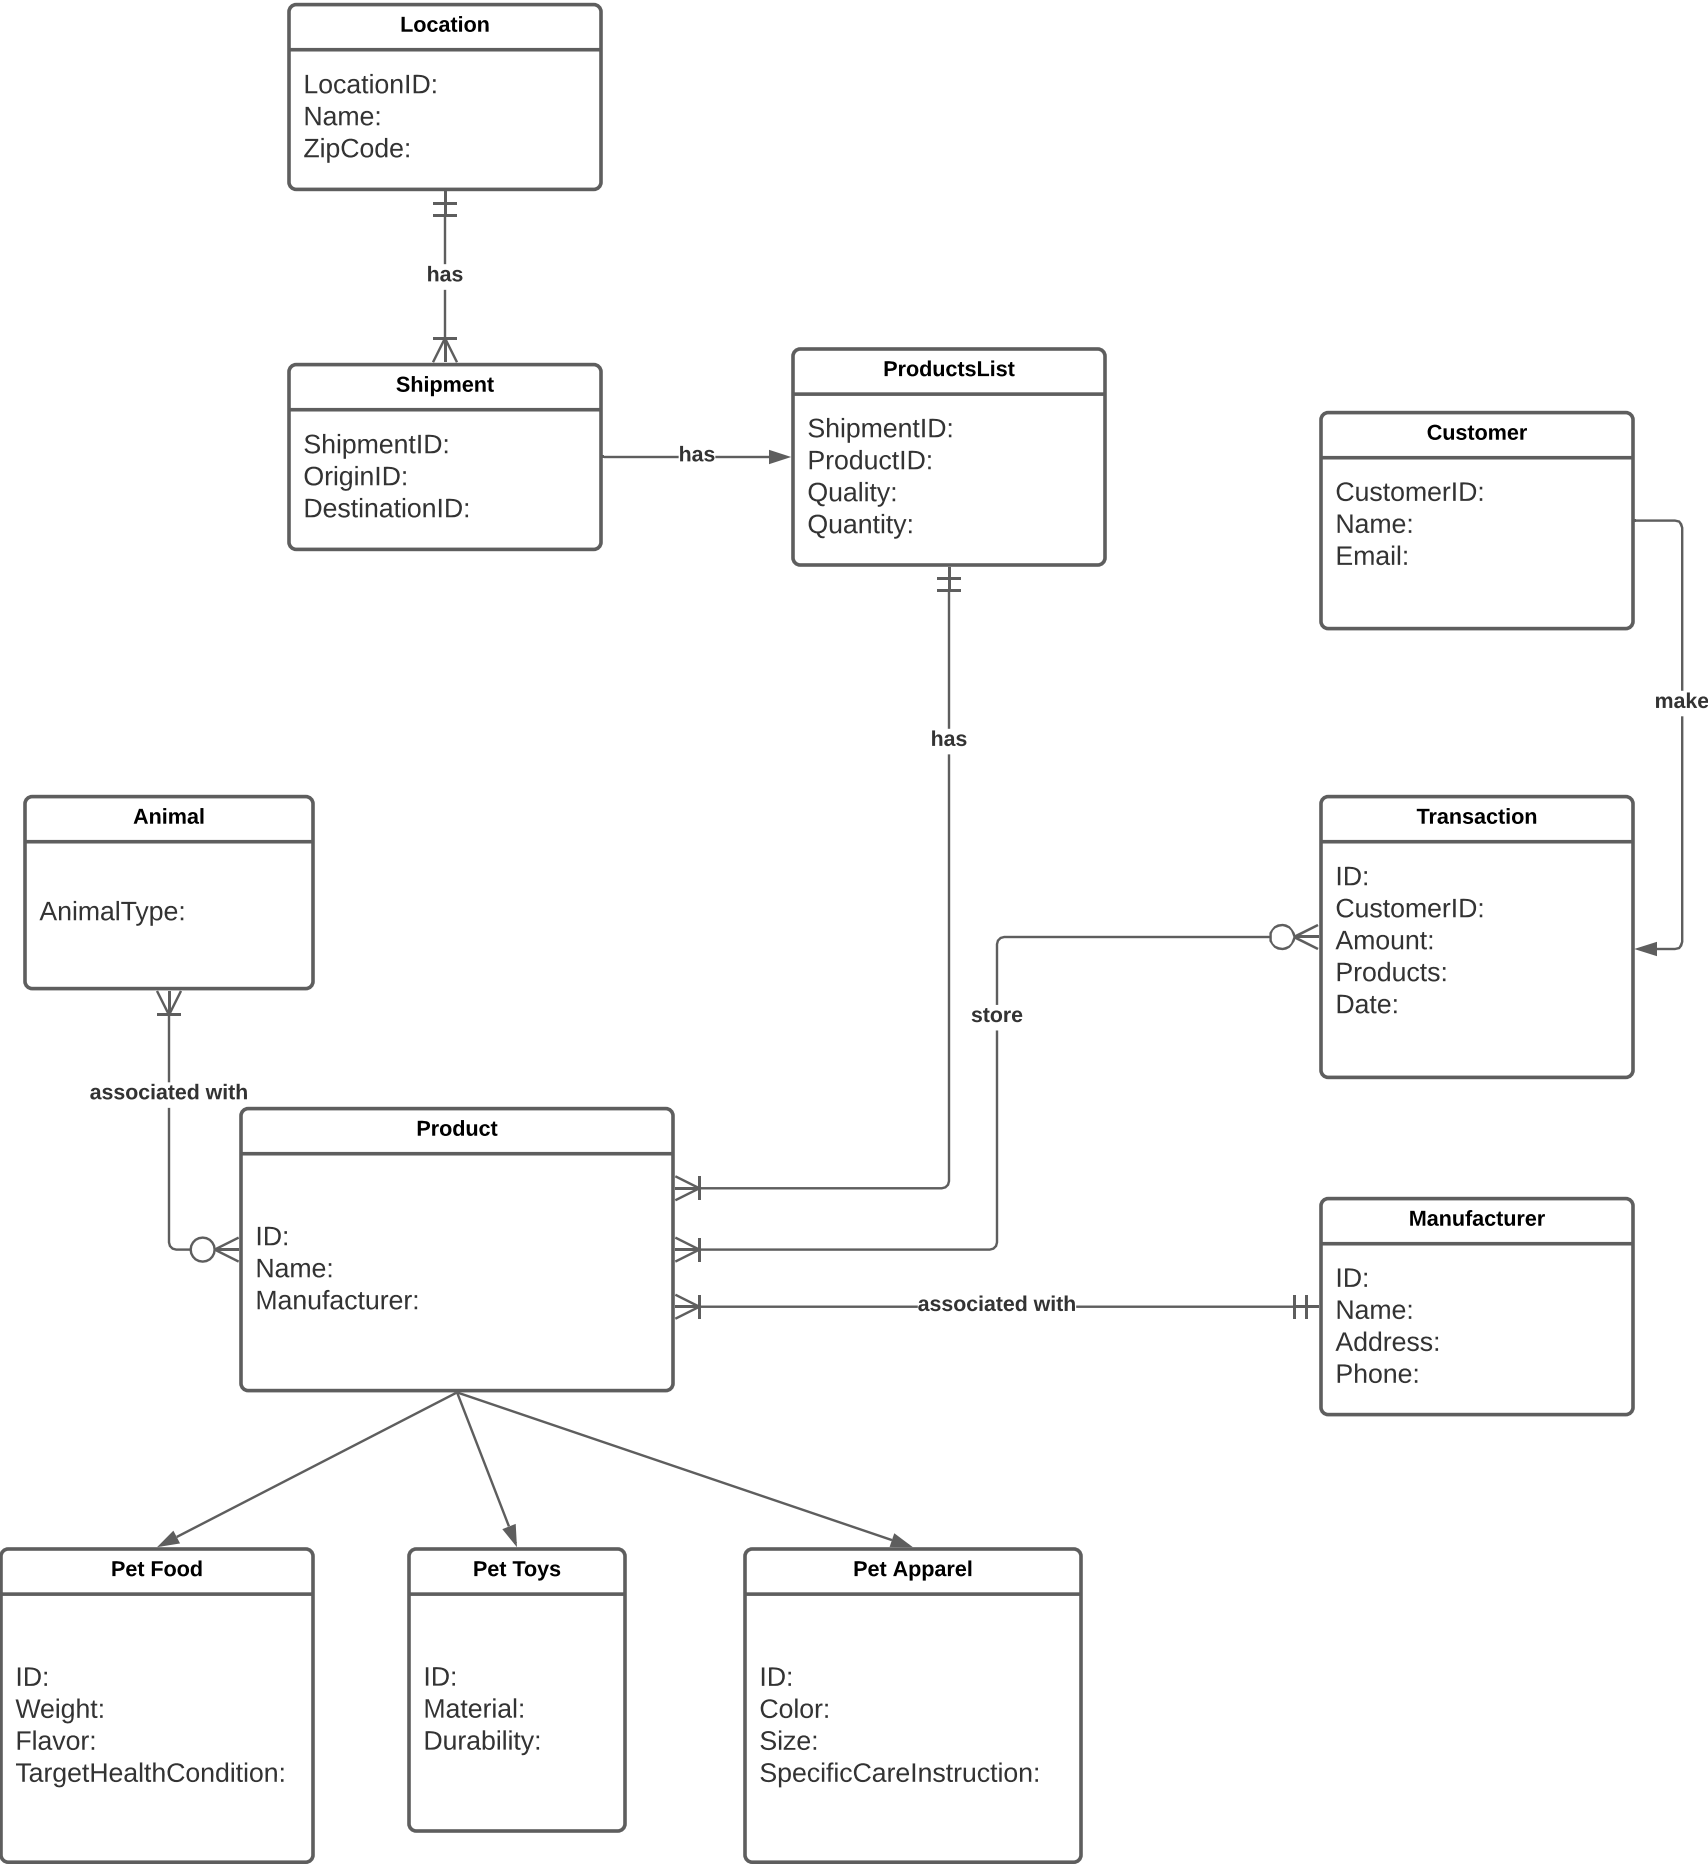 Location
LocationID:
Name:
ZipCode:
has
Shipment
ShipmentID:
OriginID:
DestinationID:
has
ProductsList
ShipmentID:
ProductID:
Quality:
Quantity:
Customer
CustomerID:
Name:
Email:
make
has
Animal
AnimalType:
Transaction
ID:
CustomerID:
Amount:
Products:
Date:
store
associated with
Product
ID:
Name:
Manufacturer:
associated with
Manufacturer
ID:
Name:
Address:
Phone:
Pet Food
ID:
Weight:
Flavor:
TargetHealthCondition:
Pet Toys
ID:
Material:
Durability:
Pet Apparel
ID:
Color:
Size:
SpecificCareInstruction: